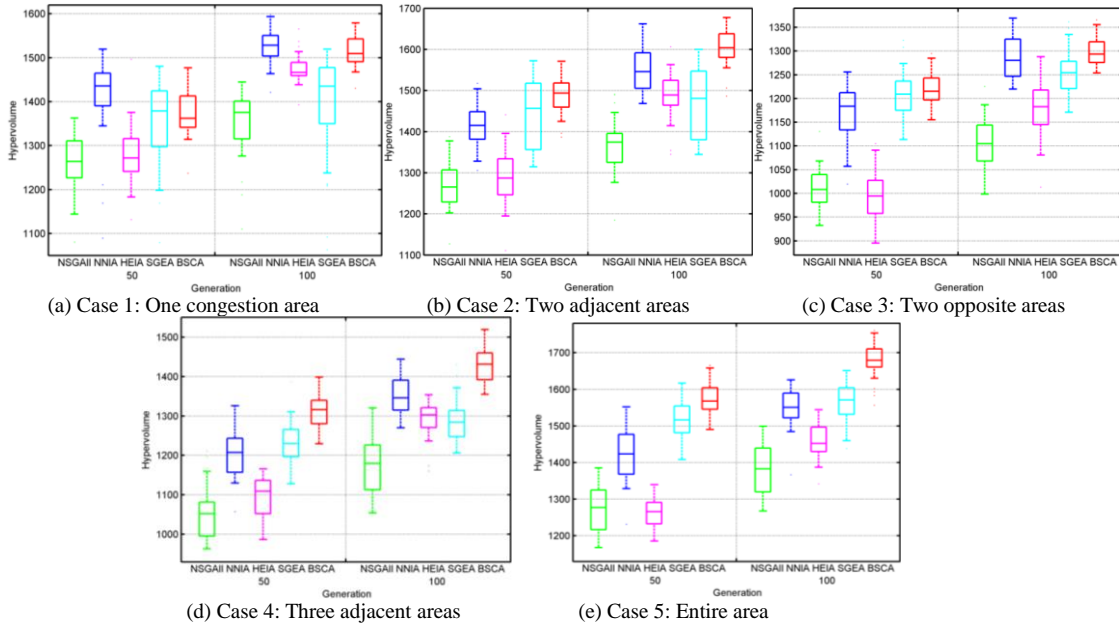 1600
1500
1400
1300
1200
1100
Hypervolume
NSGAII NNIA HEIA SGEA BSCA
NSGAII NNIA HEIA SGEA BSCA
50
100
Generation
(a) Case 1: One congestion area
1700
1600
1500
1400
1300
1200
1100
Hypervolume
NSGAII NNIA HEIA SGEA BSCA
NSGAII NNIA HEIA SGEA BSCA
50
100
Generation
(b) Case 2: Two adjacent areas
1350
1300
1250
1200
1150
1100
1050
1000
950
900
Hypervolume
NSGAII NNIA HEIA SGEA BSCA
NSGAII NNIA HEIA SGEA BSCA
50
100
Generation
(c) Case 3: Two opposite areas
1500
1400
1300
1200
1100
1000
Hypervolume
NSGAII NNIA HEIA SGEA BSCA
NSGAII NNIA HEIA SGEA BSCA
50
100
Generation
(d) Case 4: Three adjacent areas
1700
1600
1500
1400
1300
1200
Hypervolume
NSGAII NNIA HEIA SGEA BSCA
NSGAII NNIA HEIA SGEA BSCA
50
100
Generation
(e) Case 5: Entire area